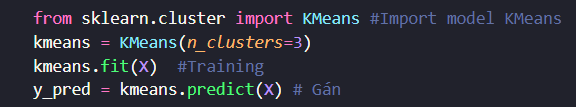 from sklearn.cluster import KMeans #Import model KMeans
kmeans = KMeans(n_clusters=3)
kmeans.fit(X)  #Training
y_pred = kmeans.predict(X) # Gán